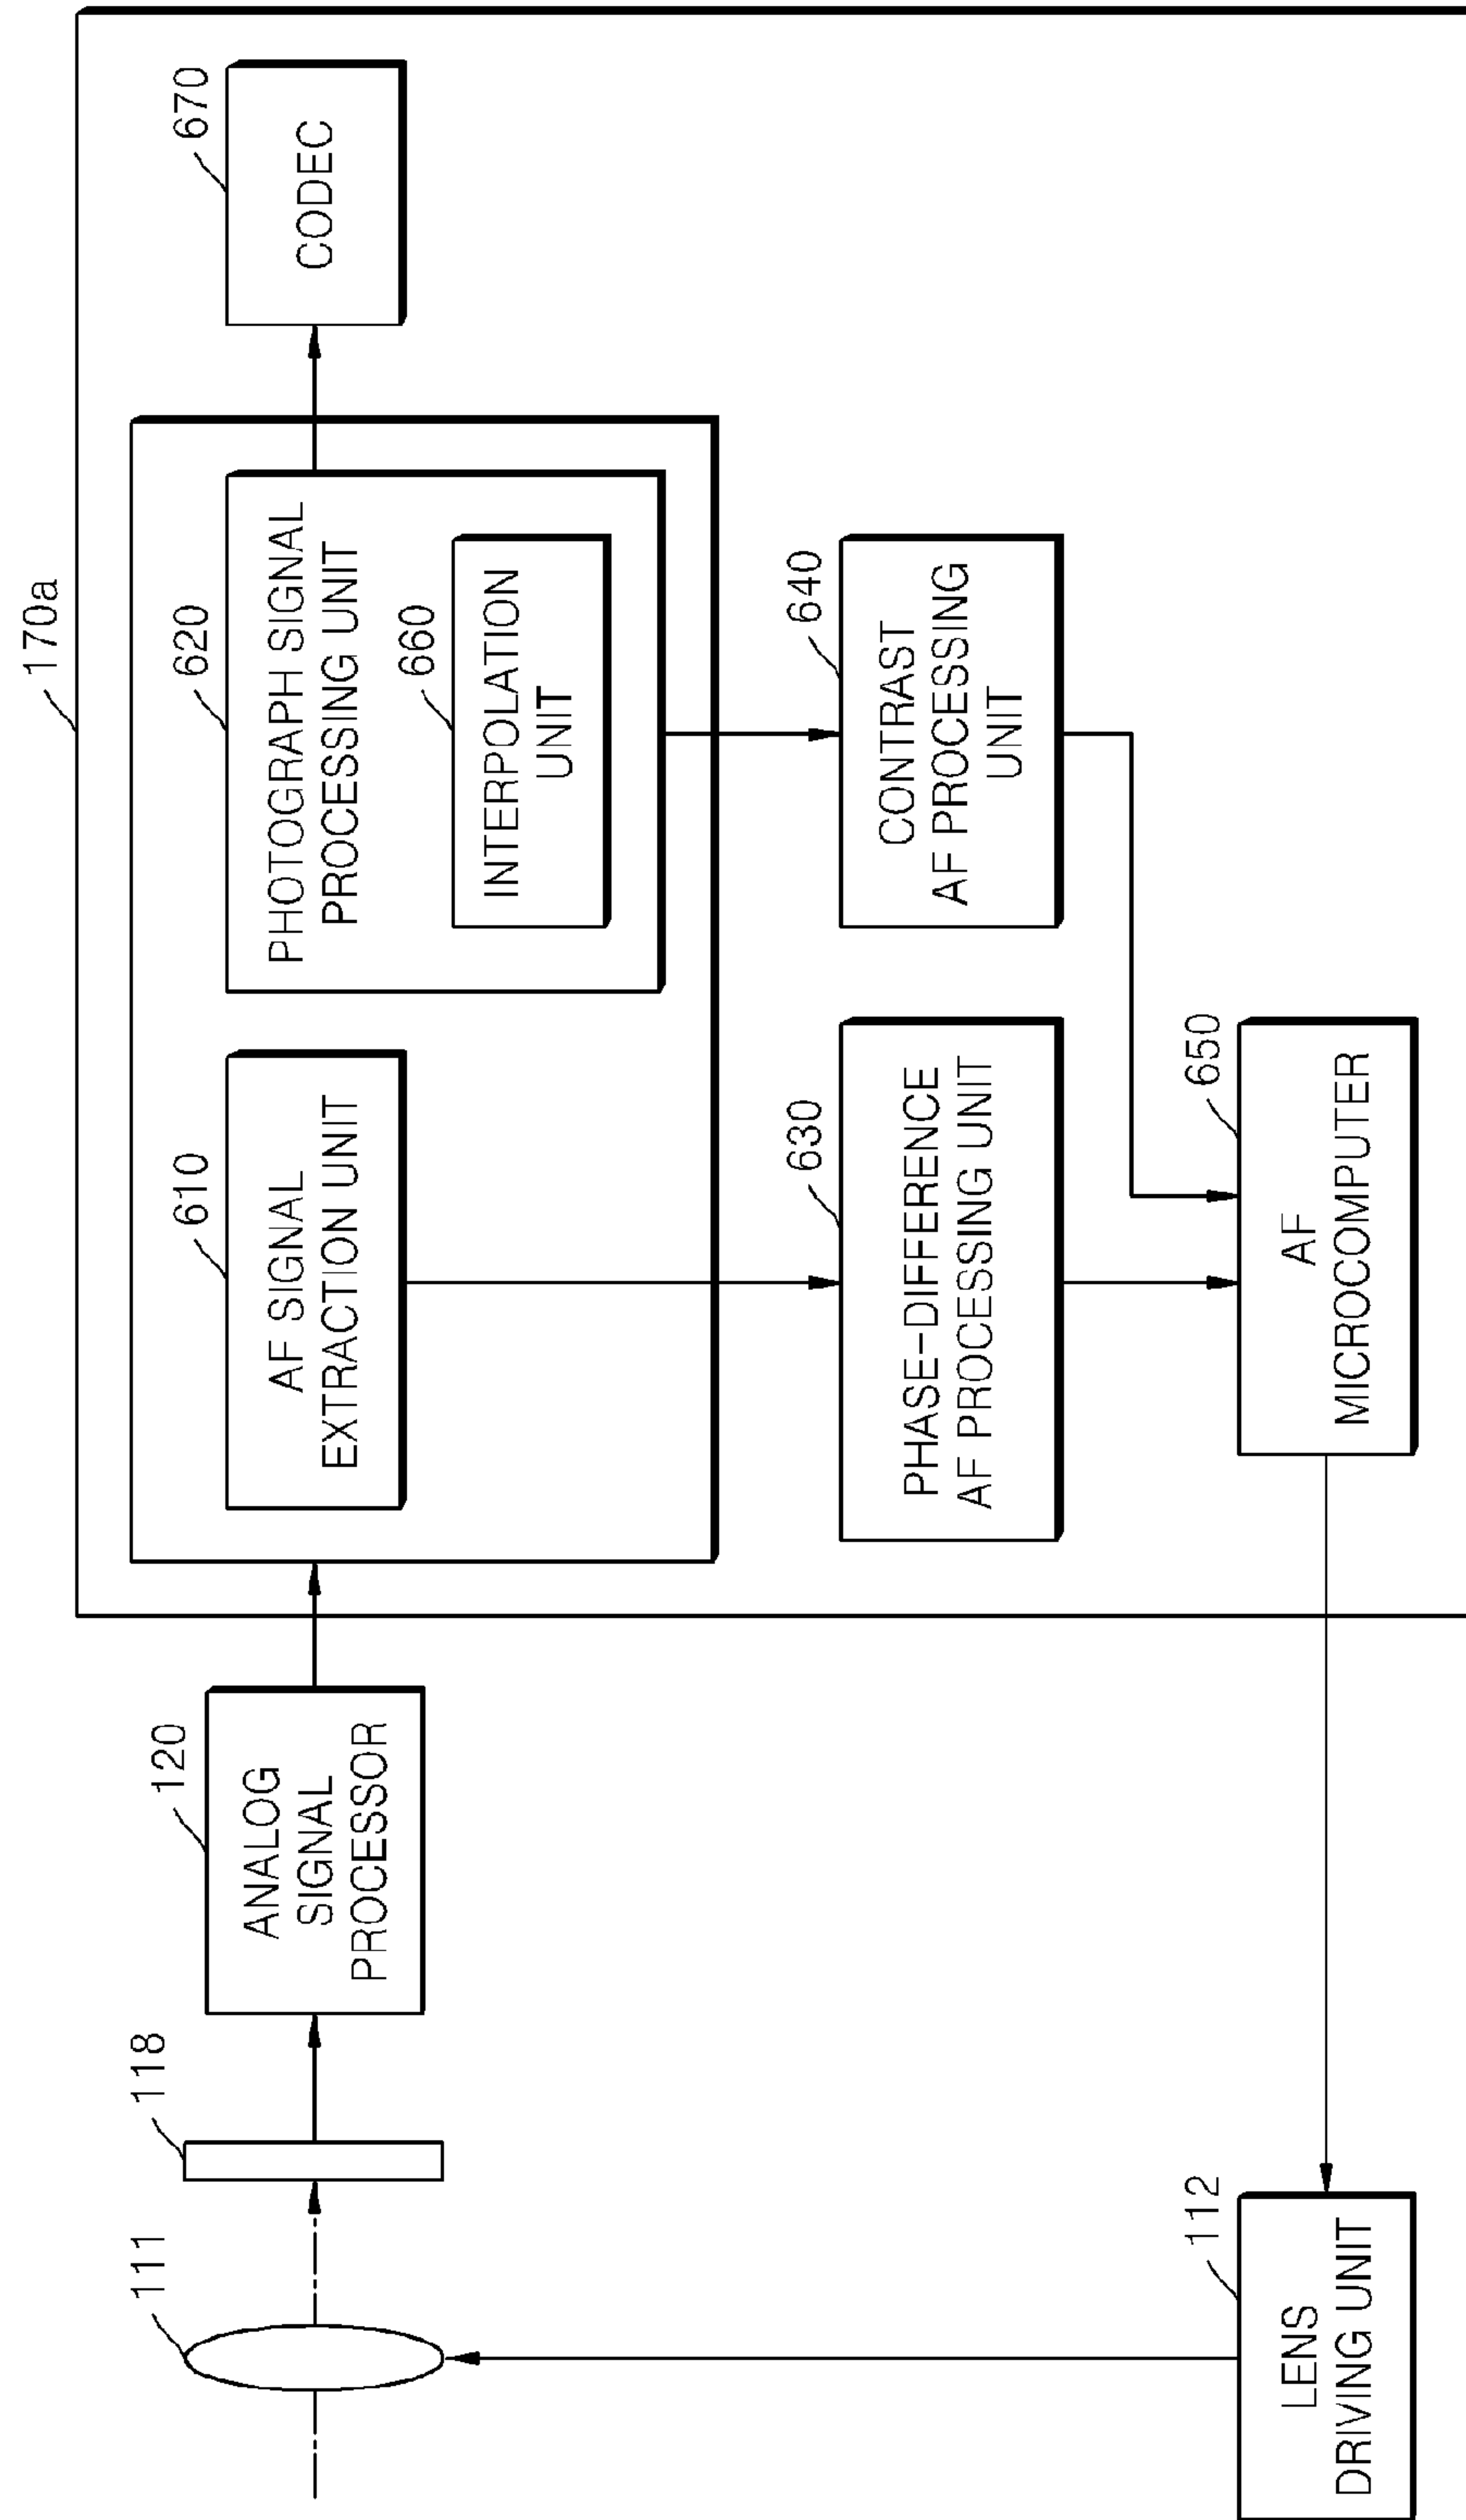 170a
118
111
120
ANALOG
SIGNAL
PROCESSOR
610
AF SIGNAL
EXTRACTION UNIT
620
PHOTOGRAPH SIGNAL
PROCESSING UNIT
660
INTERPOLATION
UNIT
670
CODEC
630
PHASE-DIFFERENCE
AF PROCESSING UNIT
640
CONTRAST
AF PROCESSING
UNIT
112
LENS
DRIVING UNIT
650
AF
MICROCOMPUTER